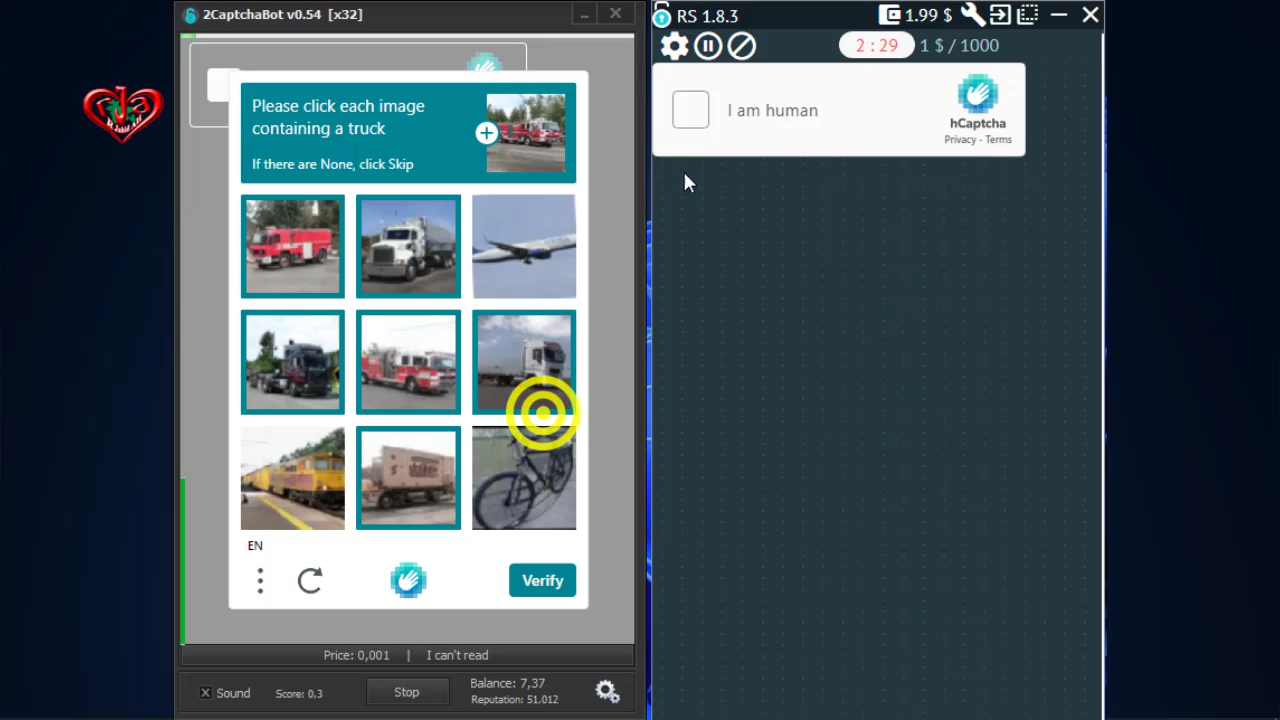 2CaptchaBot v0.54 [x32]
Please click each image
containing a truck
If there are None, click Skip
EN
Verify
Price: 0,001 | I can't read
Sound
Score: 0,3
Stop
Balance: 7,37
Reputation: 51,012
RS 1.8.3
1.99 $
2 : 29
1 $ / 1000
I am human
hCaptcha
Privacy - Terms